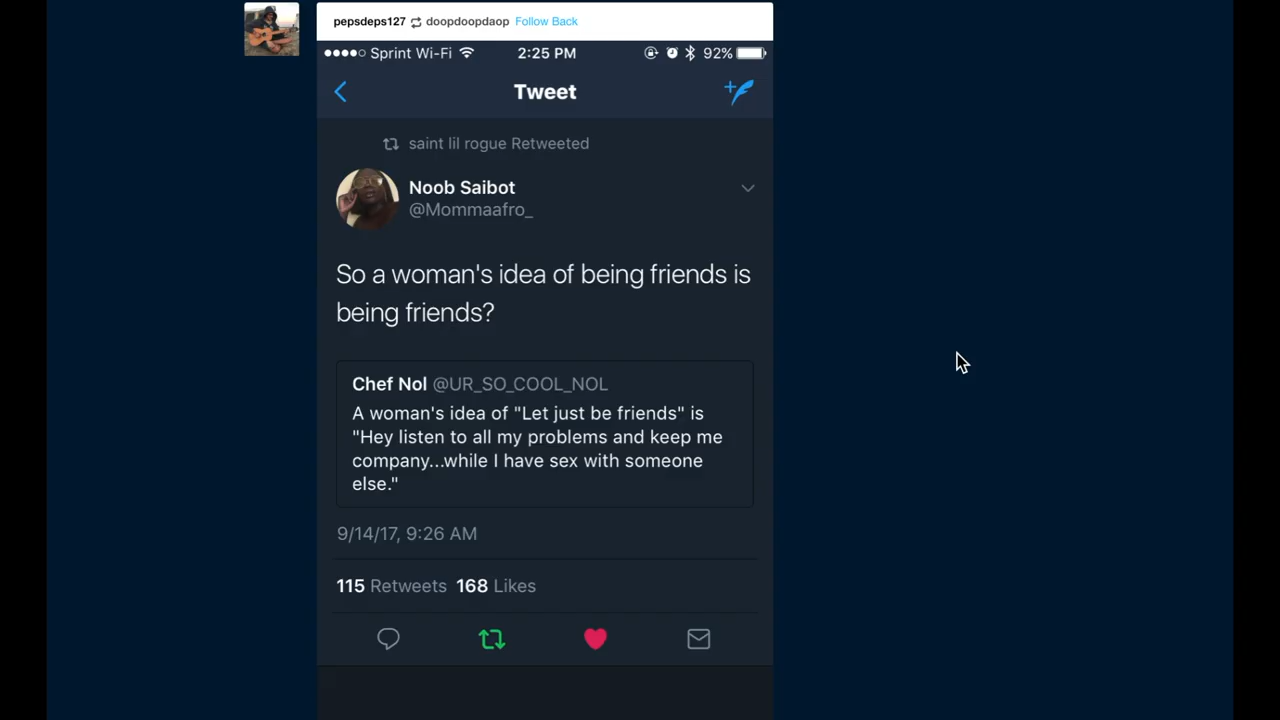 pepsdeps127 doopdoopdaop Follow Back
Sprint Wi-Fi 2:25 PM 92%
Tweet
saint lil rogue Retweeted
Noob Saibot
@Mommaafro_
So a woman's idea of being friends is
being friends?
Chef Nol @UR_SO_COOL_NOL
A woman's idea of "Let just be friends" is
"Hey listen to all my problems and keep me
company...while I have sex with someone
else."
9/14/17, 9:26 AM
115 Retweets 168 Likes